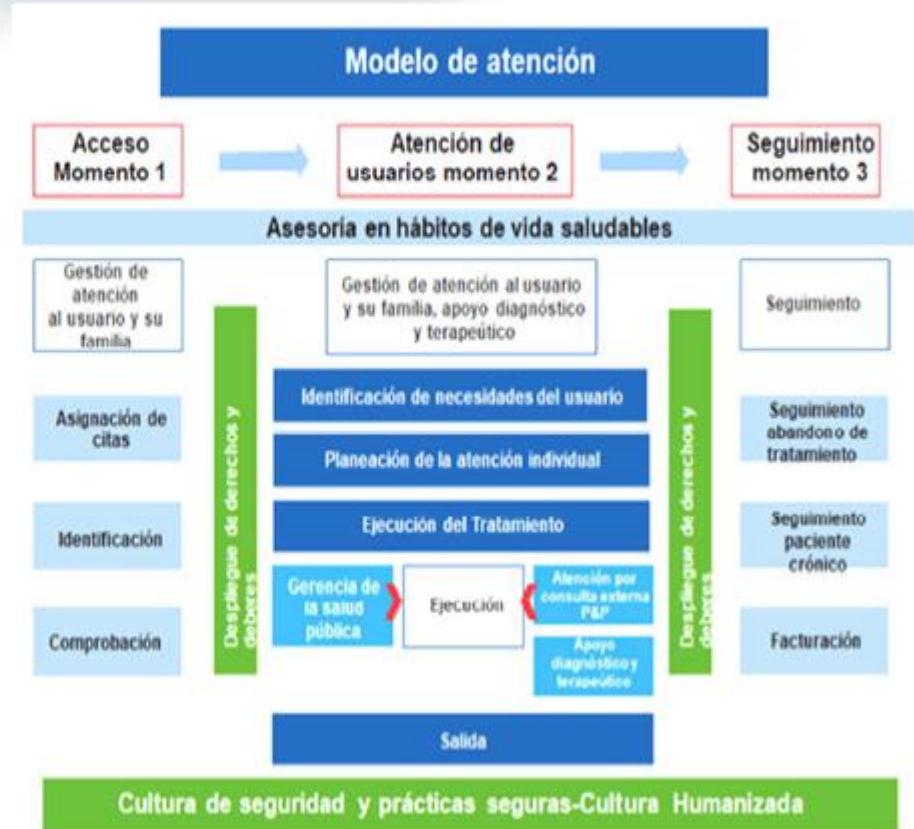 Modelo de atención
Acceso
Momento 1
Atención de
usuarios momento 2
Seguimiento
momento 3
Asesoría en hábitos de vida saludables
Gestión de
atención
al usuario y su
familia
Gestión de atención al usuario
y su familia, apoyo diagnóstico
y terapeútico
Seguimiento
Asignación de
citas
Identificación
Comprobación
Despliegue de derechos y
deberes
Identificación de necesidades del usuario
Planeación de la atención individual
Ejecución del Tratamiento
Gerencia de
la salud
pública
Ejecución
Atención por
consulta externa
P&P
Apoyo
diagnóstico y
terapeútico
Salida
Despliegue de derechos y
deberes
Seguimiento
abandono de
tratamiento
Seguimiento
paciente
crónico
Facturación
Cultura de seguridad y prácticas seguras-Cultura Humanizada